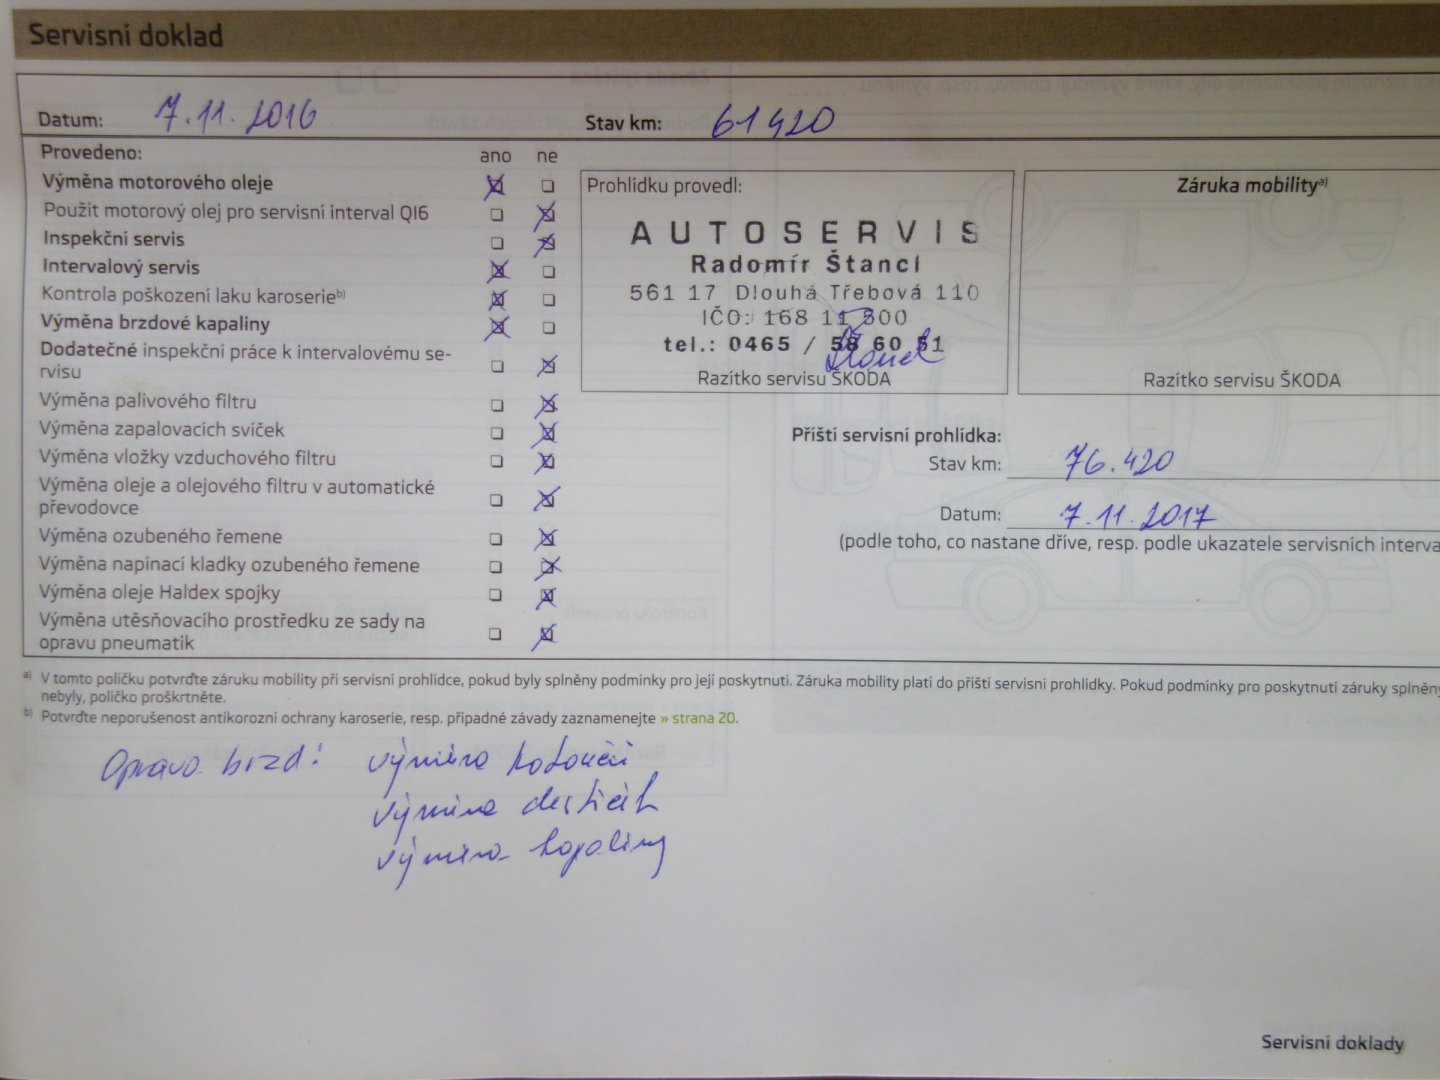 Servisní doklad
Datum: 7.11.2016 Stav km: 61420
Provedeno: ano ne
Výměna motorového oleje
Použit motorový olej pro servisní interval QI6
Inspekční servis
Intervalový servis
Kontrola poškození laku karoserie b)
Výměna brzdové kapaliny
Dodatečné inspekční práce k intervalovému se-
rvisu
Výměna palivového filtru
Výměna zapalovacích svíček
Výměna vložky vzduchového filtru
Výměna oleje a olejového filtru v automatické
převodovce
Výměna ozubeného řemene
Výměna napínací kladky ozubeného řemene
Výměna oleje Haldex spojky
Výměna utěsňovacího prostředku ze sady na
opravu pneumatik
Prohlídku provedl:
AUTOSERVIS
Radomír Štancl
561 17 Dlouhá Třebová 110
IČO: 168 11 500
tel.: 0465 / 58 60 51
Razítko servisu ŠKODA
Záruka mobility a)
Razítko servisu ŠKODA
Příští servisní prohlídka:
Stav km: 76.420
Datum: 7.11.2017
(podle toho, co nastane dříve, resp. podle ukazatele servisních interva
a) V tomto políčku potvrďte záruku mobility při servisní prohlídce, pokud byly splněny podmínky pro její poskytnutí. Záruka mobility platí do příští servisní prohlídky. Pokud podmínky pro poskytnutí záruky splněny
nebyly, políčko proškrtněte.
b) Potvrďte neporušenost antikorozní ochrany karoserie, resp. případné závady zaznamenejte » strana 20.
Oprava brzd: výměna kotoučů
výměna destiček
výměna kapaliny
Servisní doklady